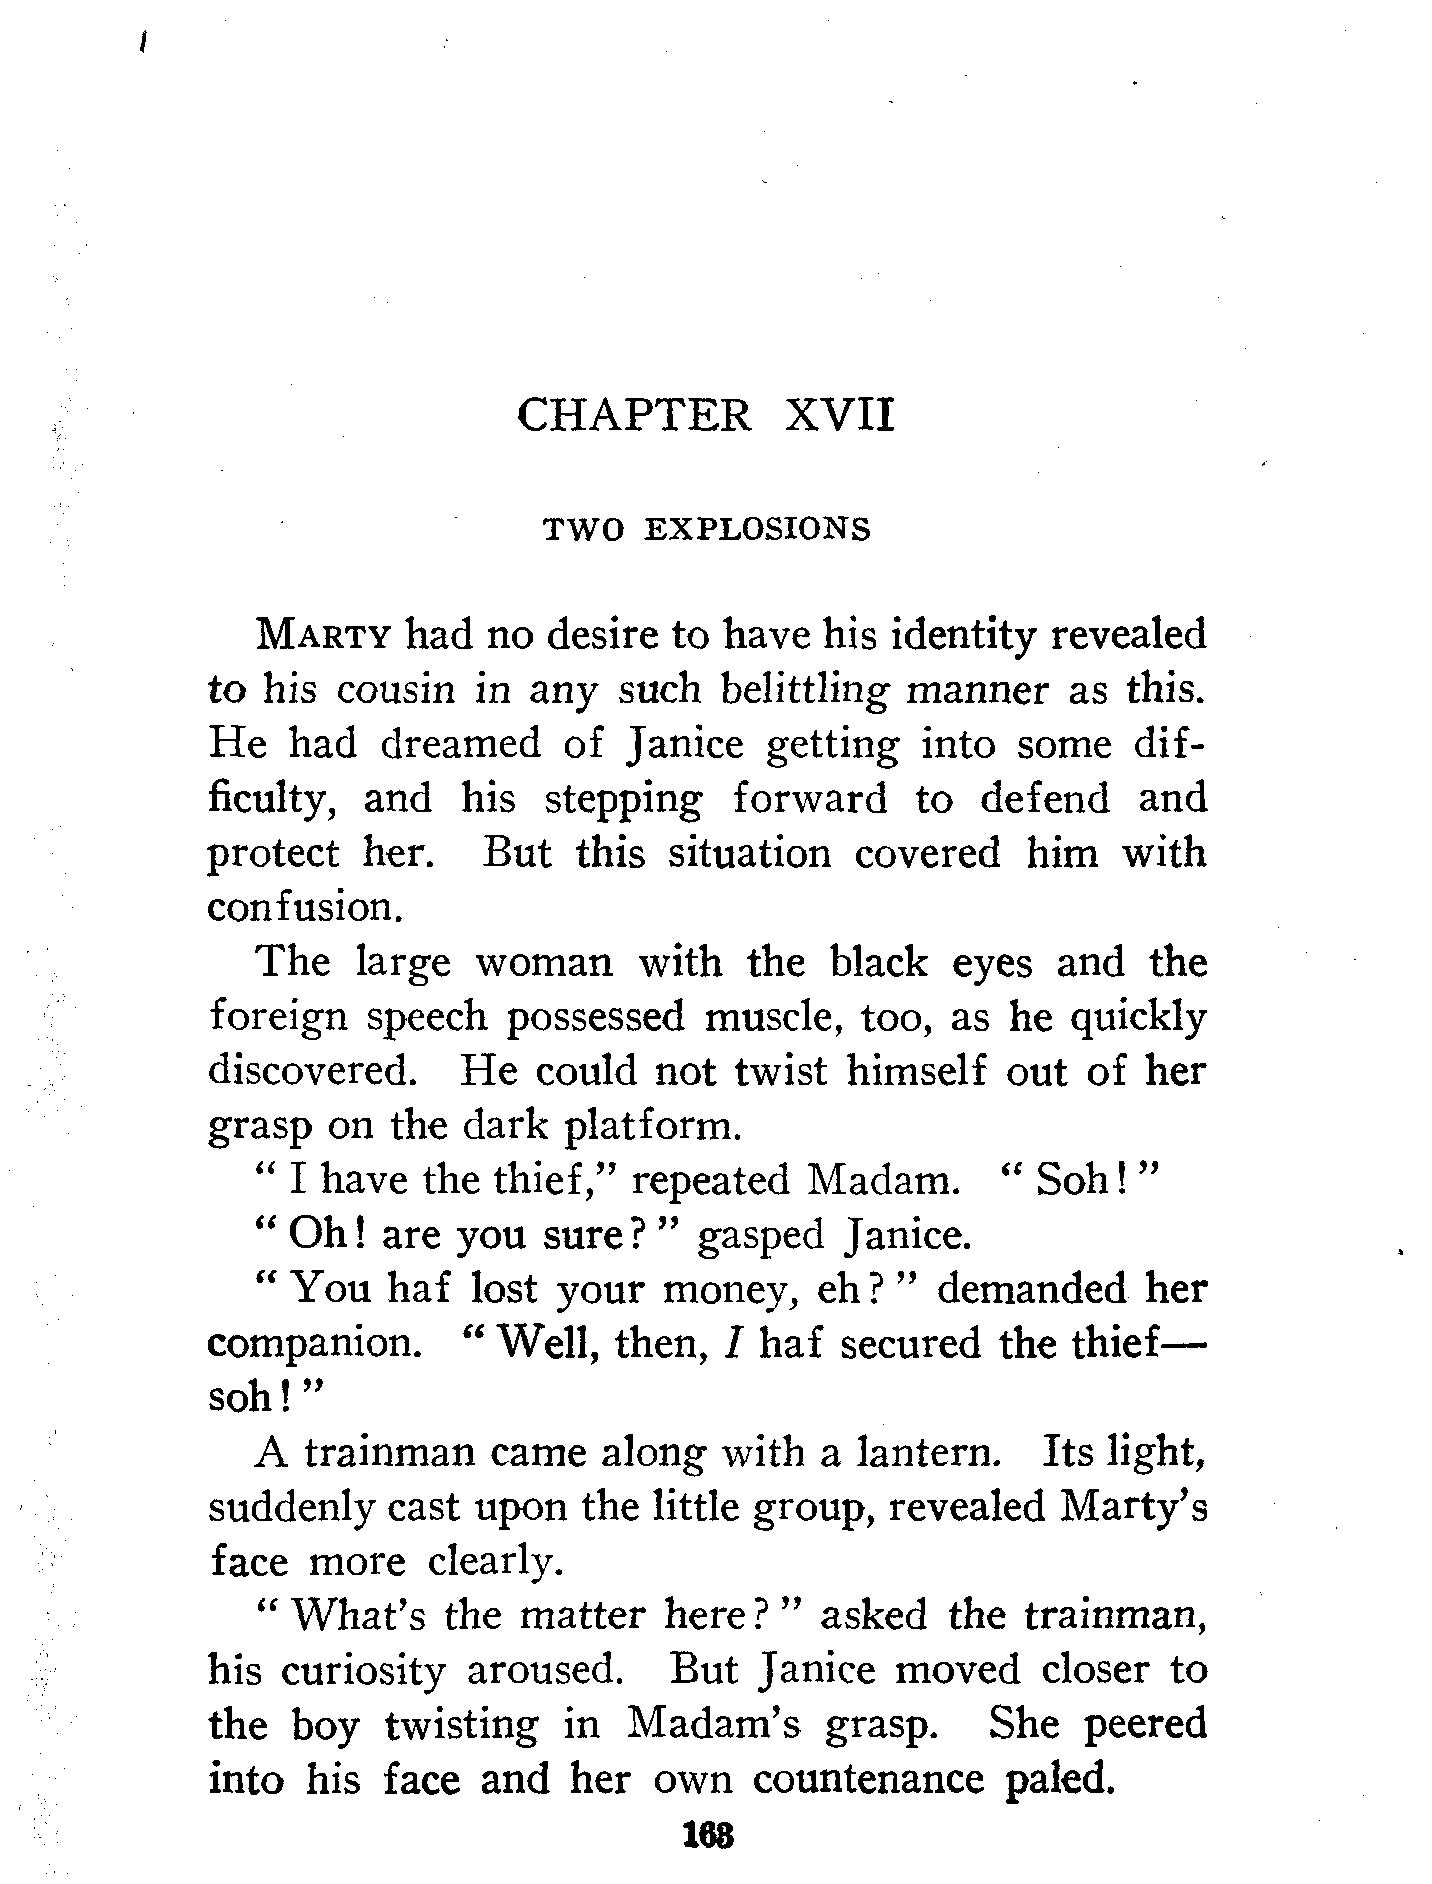 CHAPTER XVII
TWO EXPLOSIONS
MARTY had no desire to have his identity revealed
to his cousin in any such belittling manner as this.
He had dreamed of Janice getting into some dif-
ficulty, and his stepping forward to defend and
protect her. But this situation covered him with
confusion.
The large woman with the black eyes and the
foreign speech possessed muscle, too, as he quickly
discovered. He could not twist himself out of her
grasp on the dark platform.
“ I have the thief,” repeated Madam. “ Soh! ”
“ Oh! are you sure? ” gasped Janice.
“ You haf lost your money, eh? ” demanded her
companion. “ Well, then, I haf secured the thief—
soh! ”
A trainman came along with a lantern. Its light,
suddenly cast upon the little group, revealed Marty’s
face more clearly.
“ What’s the matter here? ” asked the trainman,
his curiosity aroused. But Janice moved closer to
the boy twisting in Madam’s grasp. She peered
into his face and her own countenance paled.
163